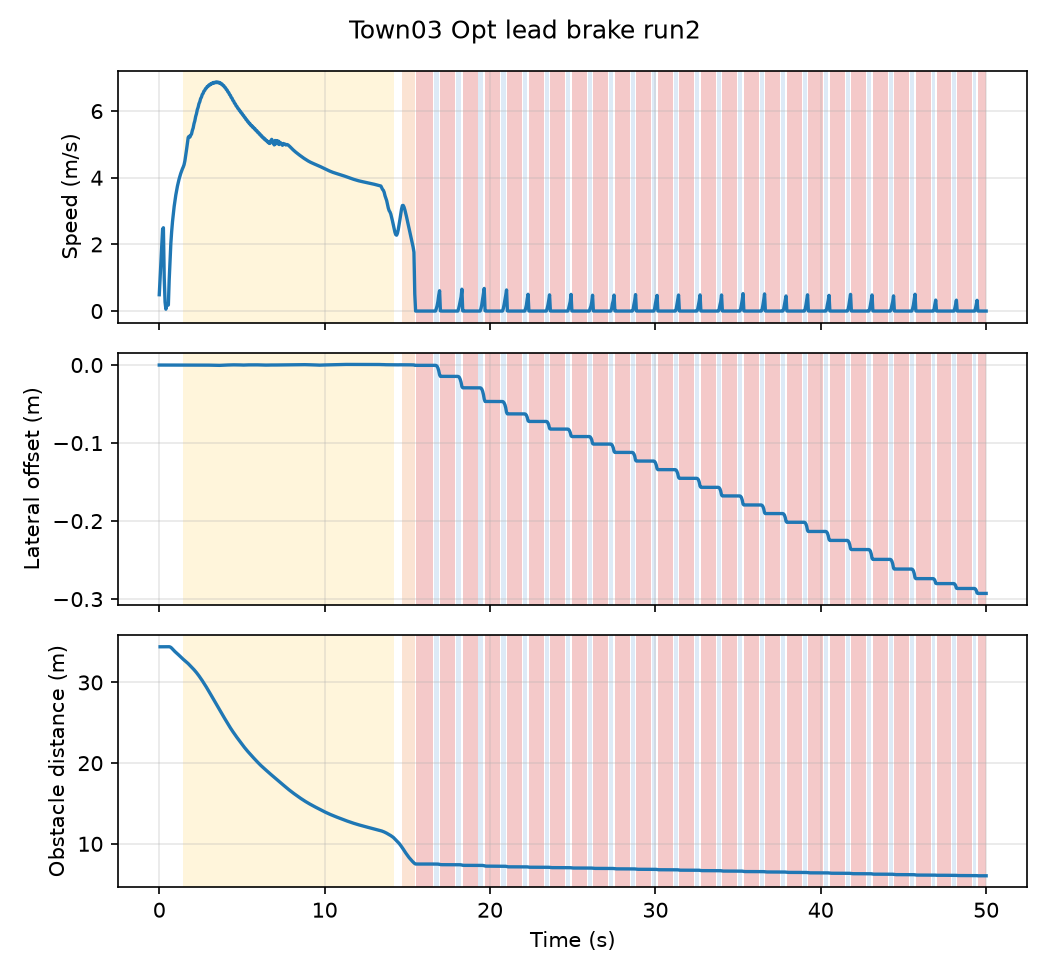 Town03 Opt lead brake run2
Speed (m/s)
6
4
2
0
Lateral offset (m)
0.0
−0.1
−0.2
−0.3
Obstacle distance (m)
30
20
10
0 10 20 30 40 50
Time (s)